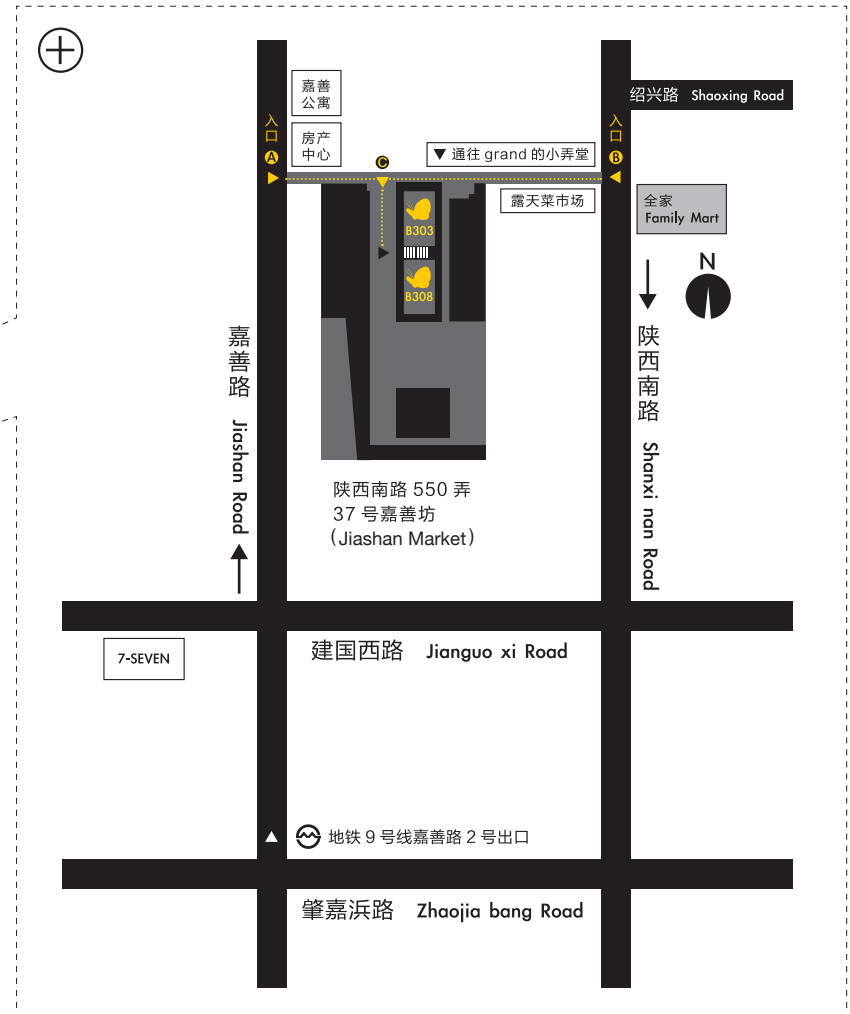 嘉善
公寓
房产
中心
入口
A
C
▼ 通往 grand 的小弄堂
入口
B
绍兴路 Shaoxing Road
露天菜市场
全家
Family Mart
B303
B308
N
嘉善路 Jiashan Road
陕西南路 Shanxi nan Road
陕西南路 550 弄
37 号嘉善坊
(Jiashan Market)
7-SEVEN
建国西路 Jianguo xi Road
地铁 9 号线嘉善路 2 号出口
肇嘉浜路 Zhaojia bang Road